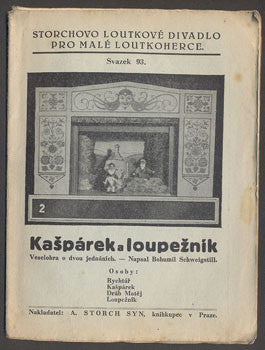 STORCHOVO LOUTKOVÉ DIVADLO
PRO MALÉ LOUTKOHERCE.
Svazek 93.
2
Kašpárek a loupežník
Veselohra o dvou jednáních. — Napsal Bohumil Schweigstill.
Osoby:
Rychtář
Kašpárek
Dráb Matěj
Loupežník
Nakladatel: A. STORCH SYN, knihkupec v Praze.